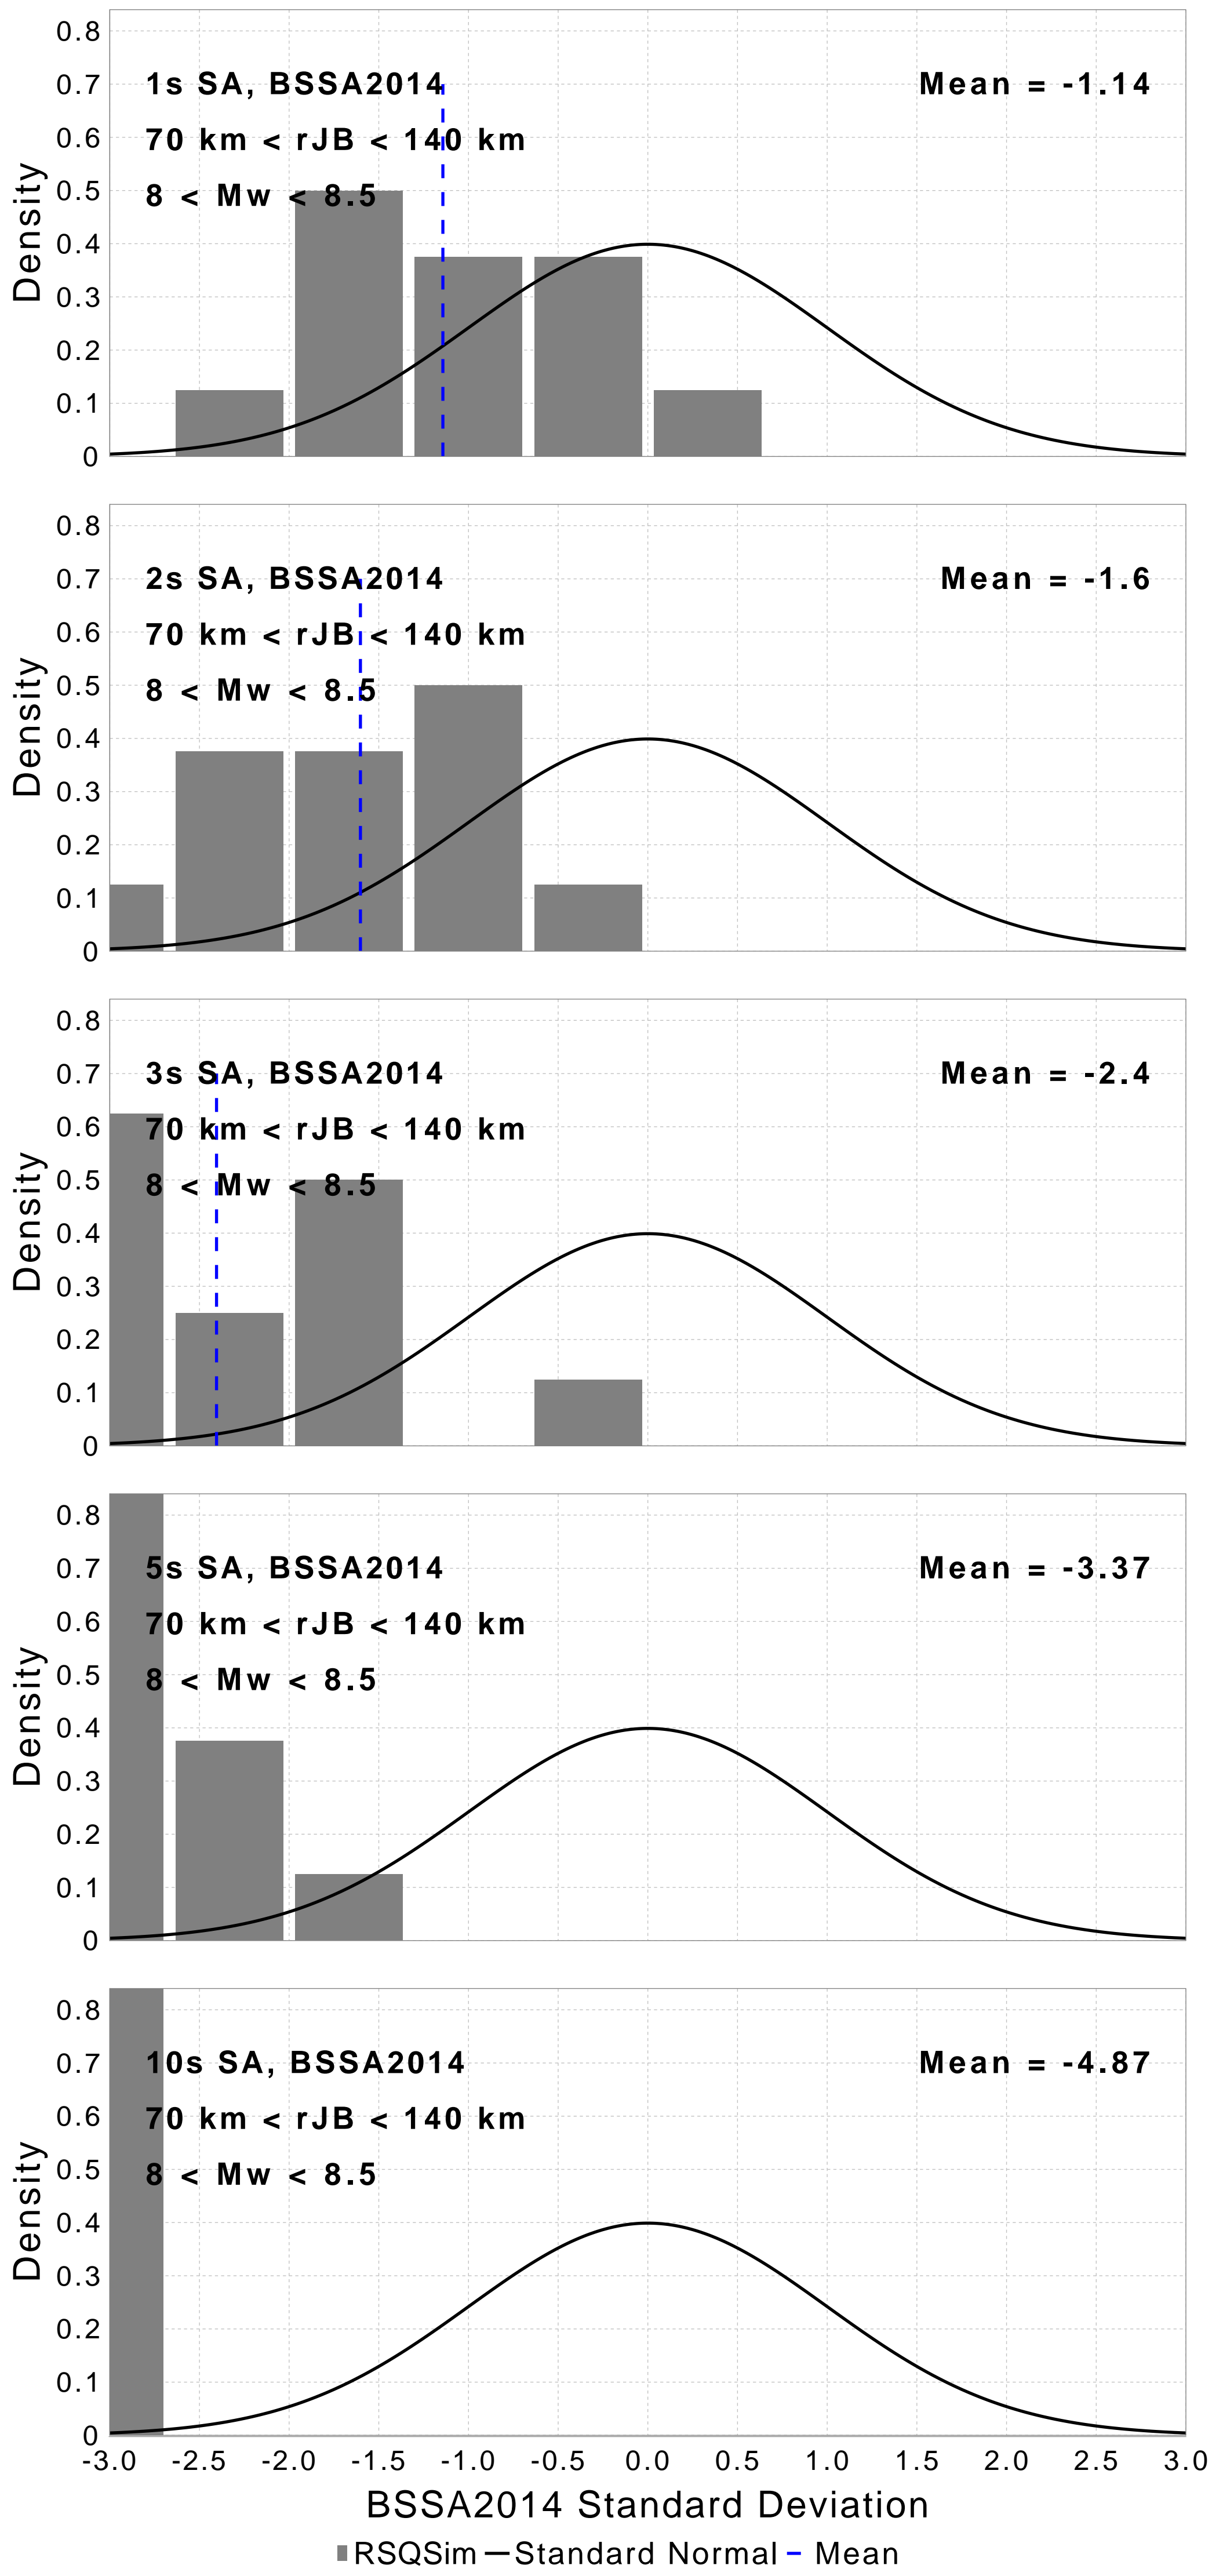 0.8
0.7
0.6
0.5
0.4
0.3
0.2
0.1
0
Density
1s SA, BSSA2014
Mean = -1.14
70 km < rJB < 140 km
8 < Mw < 8.5
0.8
0.7
0.6
0.5
0.4
0.3
0.2
0.1
0
Density
2s SA, BSSA2014
Mean = -1.6
70 km < rJB < 140 km
8 < Mw < 8.5
0.8
0.7
0.6
0.5
0.4
0.3
0.2
0.1
0
Density
3s SA, BSSA2014
Mean = -2.4
70 km < rJB < 140 km
8 < Mw < 8.5
0.8
0.7
0.6
0.5
0.4
0.3
0.2
0.1
0
Density
5s SA, BSSA2014
Mean = -3.37
70 km < rJB < 140 km
8 < Mw < 8.5
0.8
0.7
0.6
0.5
0.4
0.3
0.2
0.1
0
Density
10s SA, BSSA2014
Mean = -4.87
70 km < rJB < 140 km
8 < Mw < 8.5
-3.0 -2.5 -2.0 -1.5 -1.0 -0.5 0.0 0.5 1.0 1.5 2.0 2.5 3.0
BSSA2014 Standard Deviation
RSQSim Standard Normal Mean